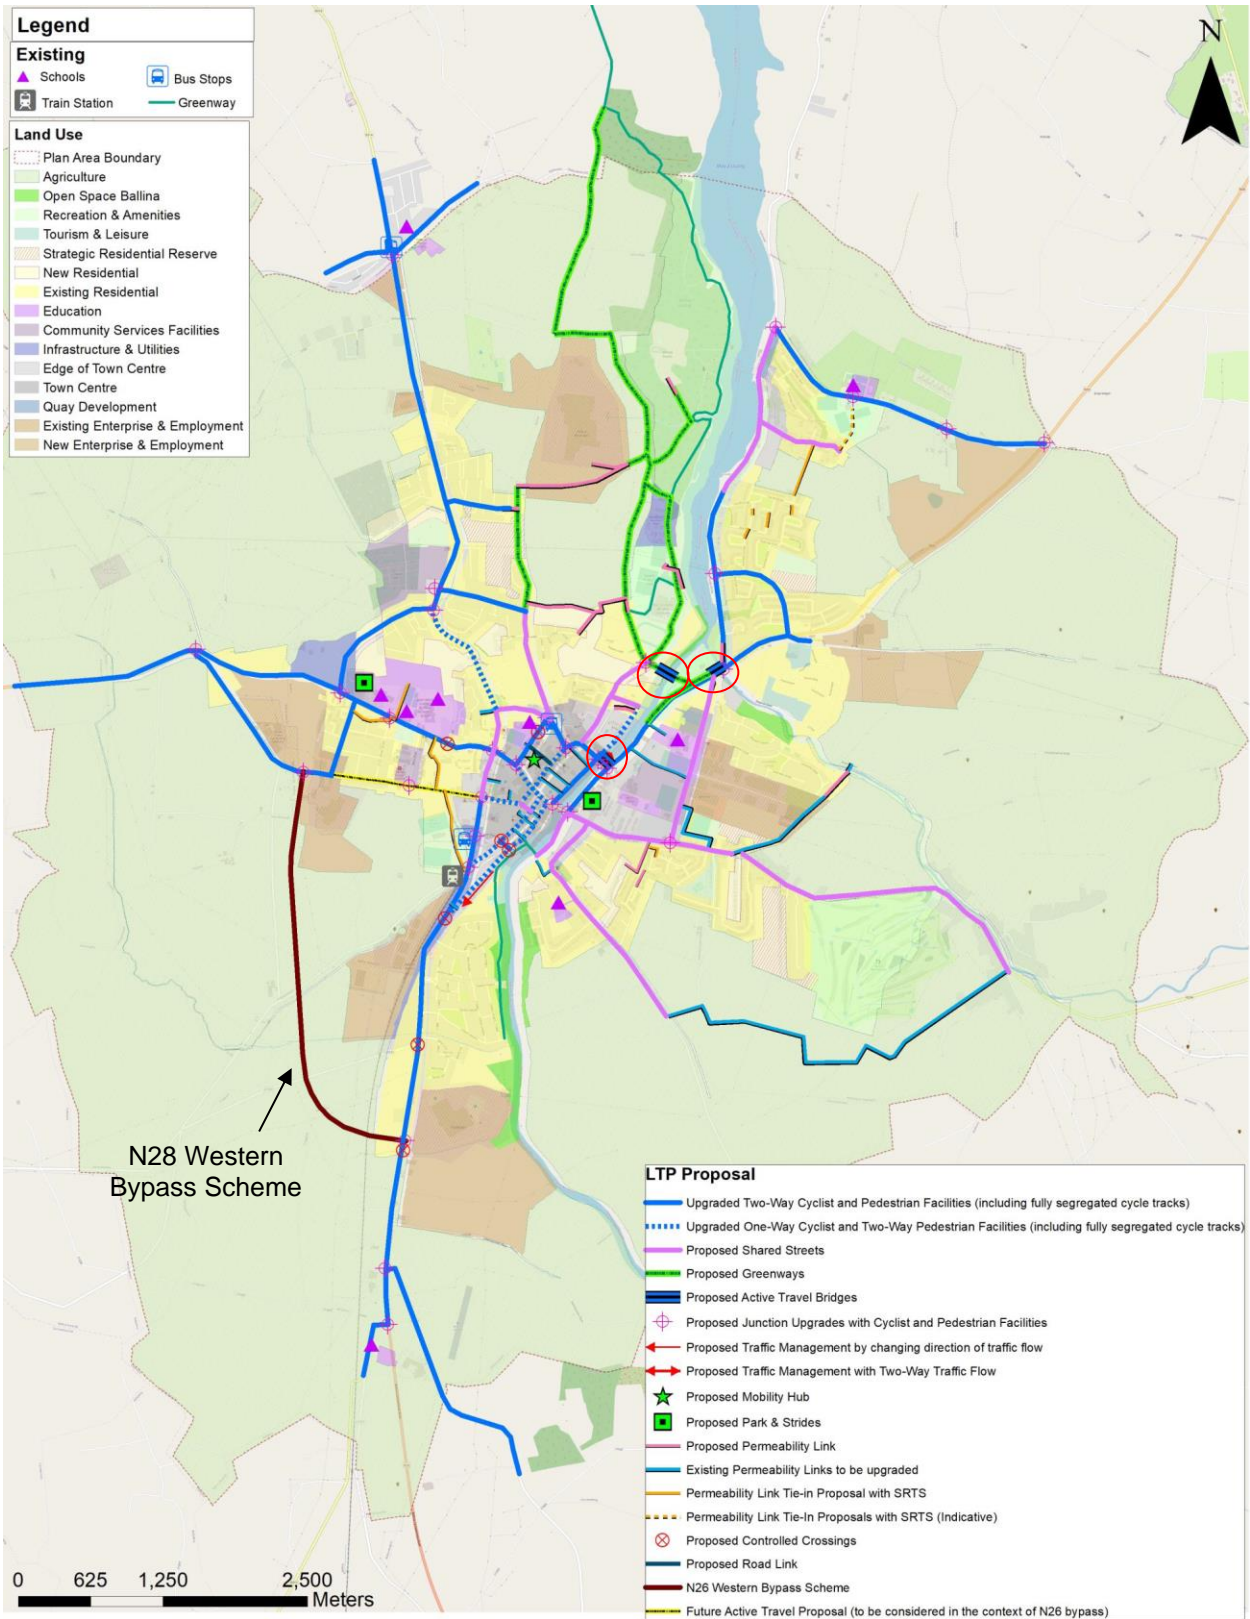 Legend
Existing
Schools
Bus Stops
Train Station
Greenway
Land Use
Plan Area Boundary
Agriculture
Open Space Ballina
Recreation & Amenities
Tourism & Leisure
Strategic Residential Reserve
New Residential
Existing Residential
Education
Community Services Facilities
Infrastructure & Utilities
Edge of Town Centre
Town Centre
Quay Development
Existing Enterprise & Employment
New Enterprise & Employment
N
N28 Western
Bypass Scheme
LTP Proposal
Upgraded Two-Way Cyclist and Pedestrian Facilities (including fully segregated cycle tracks)
Upgraded One-Way Cyclist and Two-Way Pedestrian Facilities (including fully segregated cycle tracks)
Proposed Shared Streets
Proposed Greenways
Proposed Active Travel Bridges
Proposed Junction Upgrades with Cyclist and Pedestrian Facilities
Proposed Traffic Management by changing direction of traffic flow
Proposed Traffic Management with Two-Way Traffic Flow
Proposed Mobility Hub
Proposed Park & Strides
Proposed Permeability Link
Existing Permeability Links to be upgraded
Permeability Link Tie-in Proposal with SRTS
Permeability Link Tie-In Proposals with SRTS (Indicative)
Proposed Controlled Crossings
Proposed Road Link
N26 Western Bypass Scheme
Future Active Travel Proposal (to be considered in the context of N26 bypass)
0 625 1,250 2,500
Meters